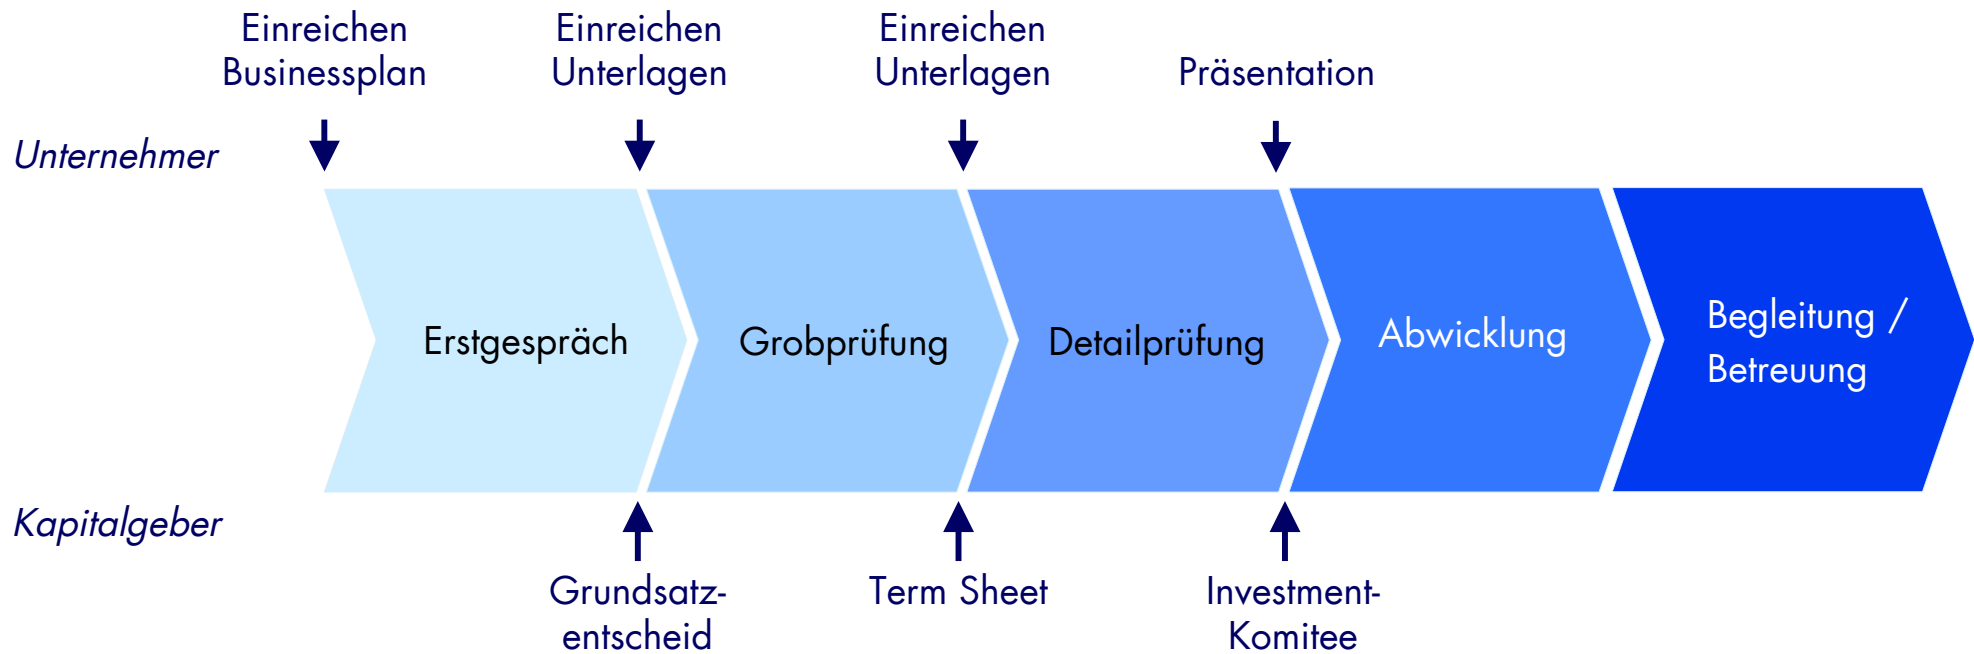 Einreichen
Businessplan
Einreichen
Unterlagen
Einreichen
Unterlagen
Präsentation
Unternehmer
Erstgespräch
Grobprüfung
Detailprüfung
Abwicklung
Begleitung /
Betreuung
Kapitalgeber
Grundsatz-
entscheid
Term Sheet
Investment-
Komitee